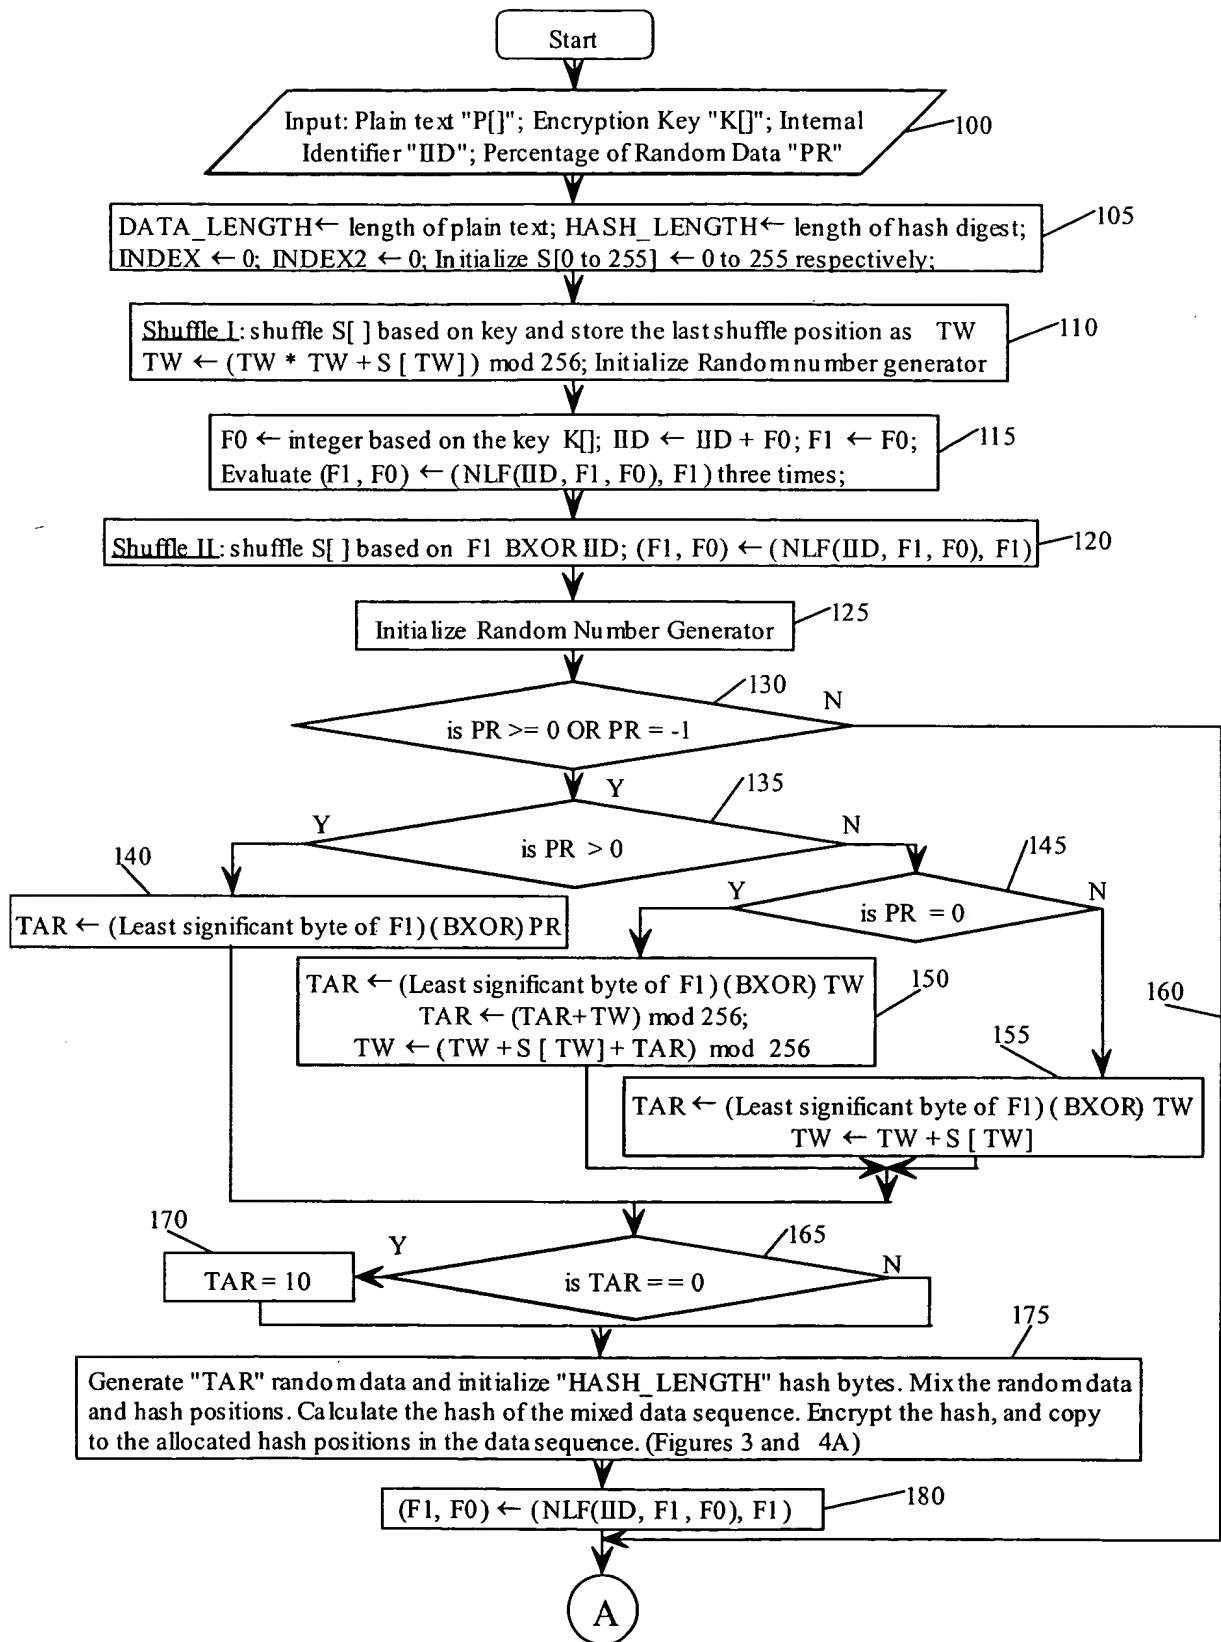 Start
Input: Plain text "P[]"; Encryption Key "K[]"; Internal
Identifier "IID"; Percentage of Random Data "PR"
100
DATA_LENGTH ← length of plain text; HASH_LENGTH ← length of hash digest;
INDEX ← 0; INDEX2 ← 0; Initialize S[0 to 255] ← 0 to 255 respectively;
105
Shuffle I: shuffle S[ ] based on key and store the last shuffle position as TW
TW ← (TW * TW + S [ TW] ) mod 256; Initialize Random number generator
110
F0 ← integer based on the key K[]; IID ← IID + F0; F1 ← F0;
Evaluate (F1, F0) ← (NLF(IID, F1, F0), F1) three times;
115
Shuffle II: shuffle S[ ] based on F1 BXOR IID; (F1, F0) ← (NLF(IID, F1, F0), F1)
120
Initialize Random Number Generator
125
130
is PR >= 0 OR PR = -1
N
Y
135
is PR > 0
Y
N
140
TAR ← (Least significant byte of F1) (BXOR) PR
145
is PR = 0
Y
N
TAR ← (Least significant byte of F1) (BXOR) TW
TAR ← (TAR+TW) mod 256;
TW ← (TW + S [ TW] + TAR) mod 256
150
160
155
TAR ← (Least significant byte of F1) (BXOR) TW
TW ← TW + S [ TW]
170
TAR = 10
Y
165
is TAR = = 0
N
175
Generate "TAR" random data and initialize "HASH_LENGTH" hash bytes. Mix the random data
and hash positions. Calculate the hash of the mixed data sequence. Encrypt the hash, and copy
to the allocated hash positions in the data sequence. (Figures 3 and 4A)
(F1, F0) ← (NLF(IID, F1, F0), F1)
180
A